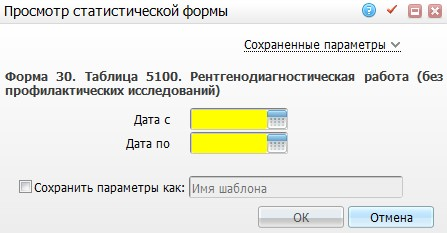 Просмотр статистической формы
Сохраненные параметры
Форма 30. Таблица 5100. Рентгенодиагностическая работа (без
профилактических исследований)
Дата с
Дата по
Сохранить параметры как: Имя шаблона
ОК Отмена